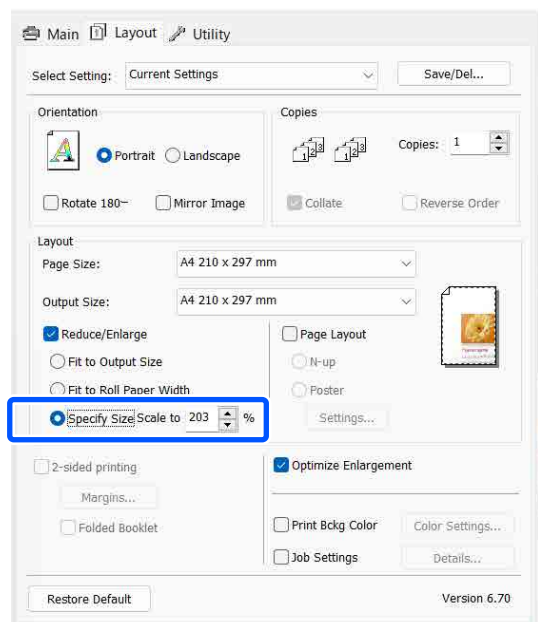 Main Layout Utility
Select Setting: Current Settings Save/Del...
Orientation Copies
Portrait Landscape Copies: 1
Rotate 180~ Mirror Image Collate Reverse Order
Layout
Page Size: A4 210 x 297 mm
Output Size: A4 210 x 297 mm
Reduce/Enlarge Page Layout
Fit to Output Size N-up
Fit to Roll Paper Width Poster
Specify Size Scale to 203 % Settings...
2-sided printing Optimize Enlargement
Margins...
Folded Booklet Print Bckg Color Color Settings...
Job Settings Details...
Restore Default Version 6.70